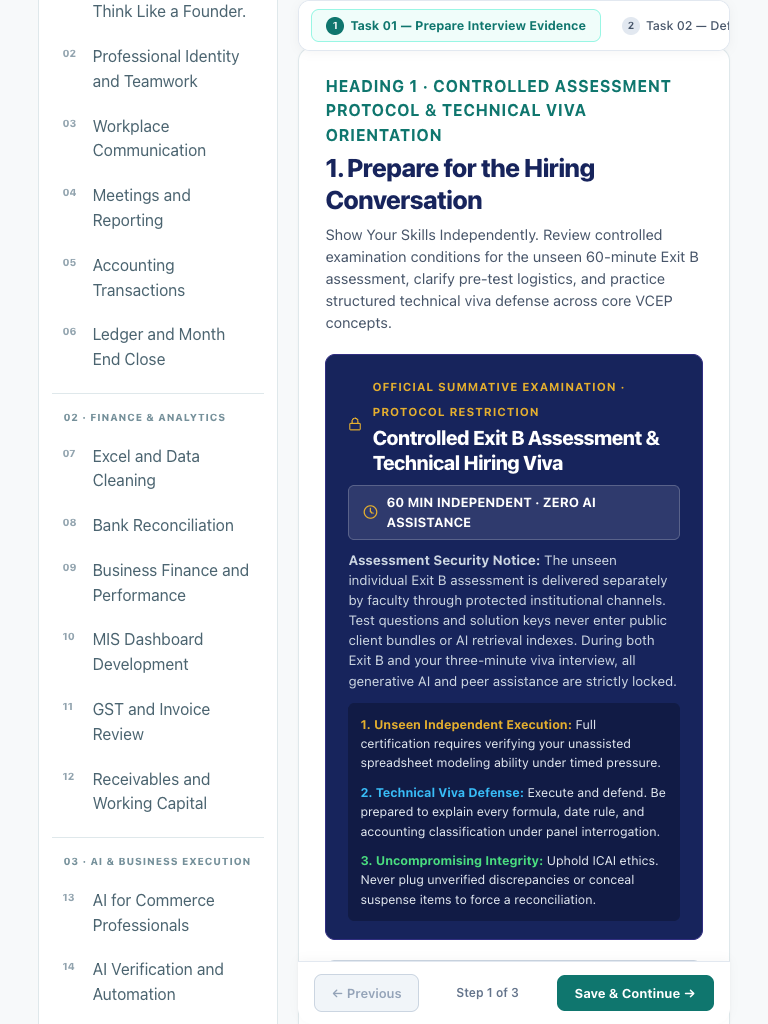 Think Like a Founder.
02 Professional Identity
and Teamwork
03 Workplace
Communication
04 Meetings and
Reporting
05 Accounting
Transactions
06 Ledger and Month
End Close
02 · FINANCE & ANALYTICS
07 Excel and Data
Cleaning
08 Bank Reconciliation
09 Business Finance and
Performance
10 MIS Dashboard
Development
11 GST and Invoice
Review
12 Receivables and
Working Capital
03 · AI & BUSINESS EXECUTION
13 AI for Commerce
Professionals
14 AI Verification and
Automation
1 Task 01 — Prepare Interview Evidence
2 Task 02 — Def
HEADING 1 · CONTROLLED ASSESSMENT
PROTOCOL & TECHNICAL VIVA
ORIENTATION
1. Prepare for the Hiring
Conversation
Show Your Skills Independently. Review controlled
examination conditions for the unseen 60-minute Exit B
assessment, clarify pre-test logistics, and practice
structured technical viva defense across core VCEP
concepts.
OFFICIAL SUMMATIVE EXAMINATION ·
PROTOCOL RESTRICTION
Controlled Exit B Assessment &
Technical Hiring Viva
60 MIN INDEPENDENT · ZERO AI
ASSISTANCE
Assessment Security Notice: The unseen
individual Exit B assessment is delivered separately
by faculty through protected institutional channels.
Test questions and solution keys never enter public
client bundles or AI retrieval indexes. During both
Exit B and your three-minute viva interview, all
generative AI and peer assistance are strictly locked.
1. Unseen Independent Execution: Full
certification requires verifying your unassisted
spreadsheet modeling ability under timed pressure.
2. Technical Viva Defense: Execute and defend. Be
prepared to explain every formula, date rule, and
accounting classification under panel interrogation.
3. Uncompromising Integrity: Uphold ICAI ethics.
Never plug unverified discrepancies or conceal
suspense items to force a reconciliation.
← Previous
Step 1 of 3
Save & Continue →